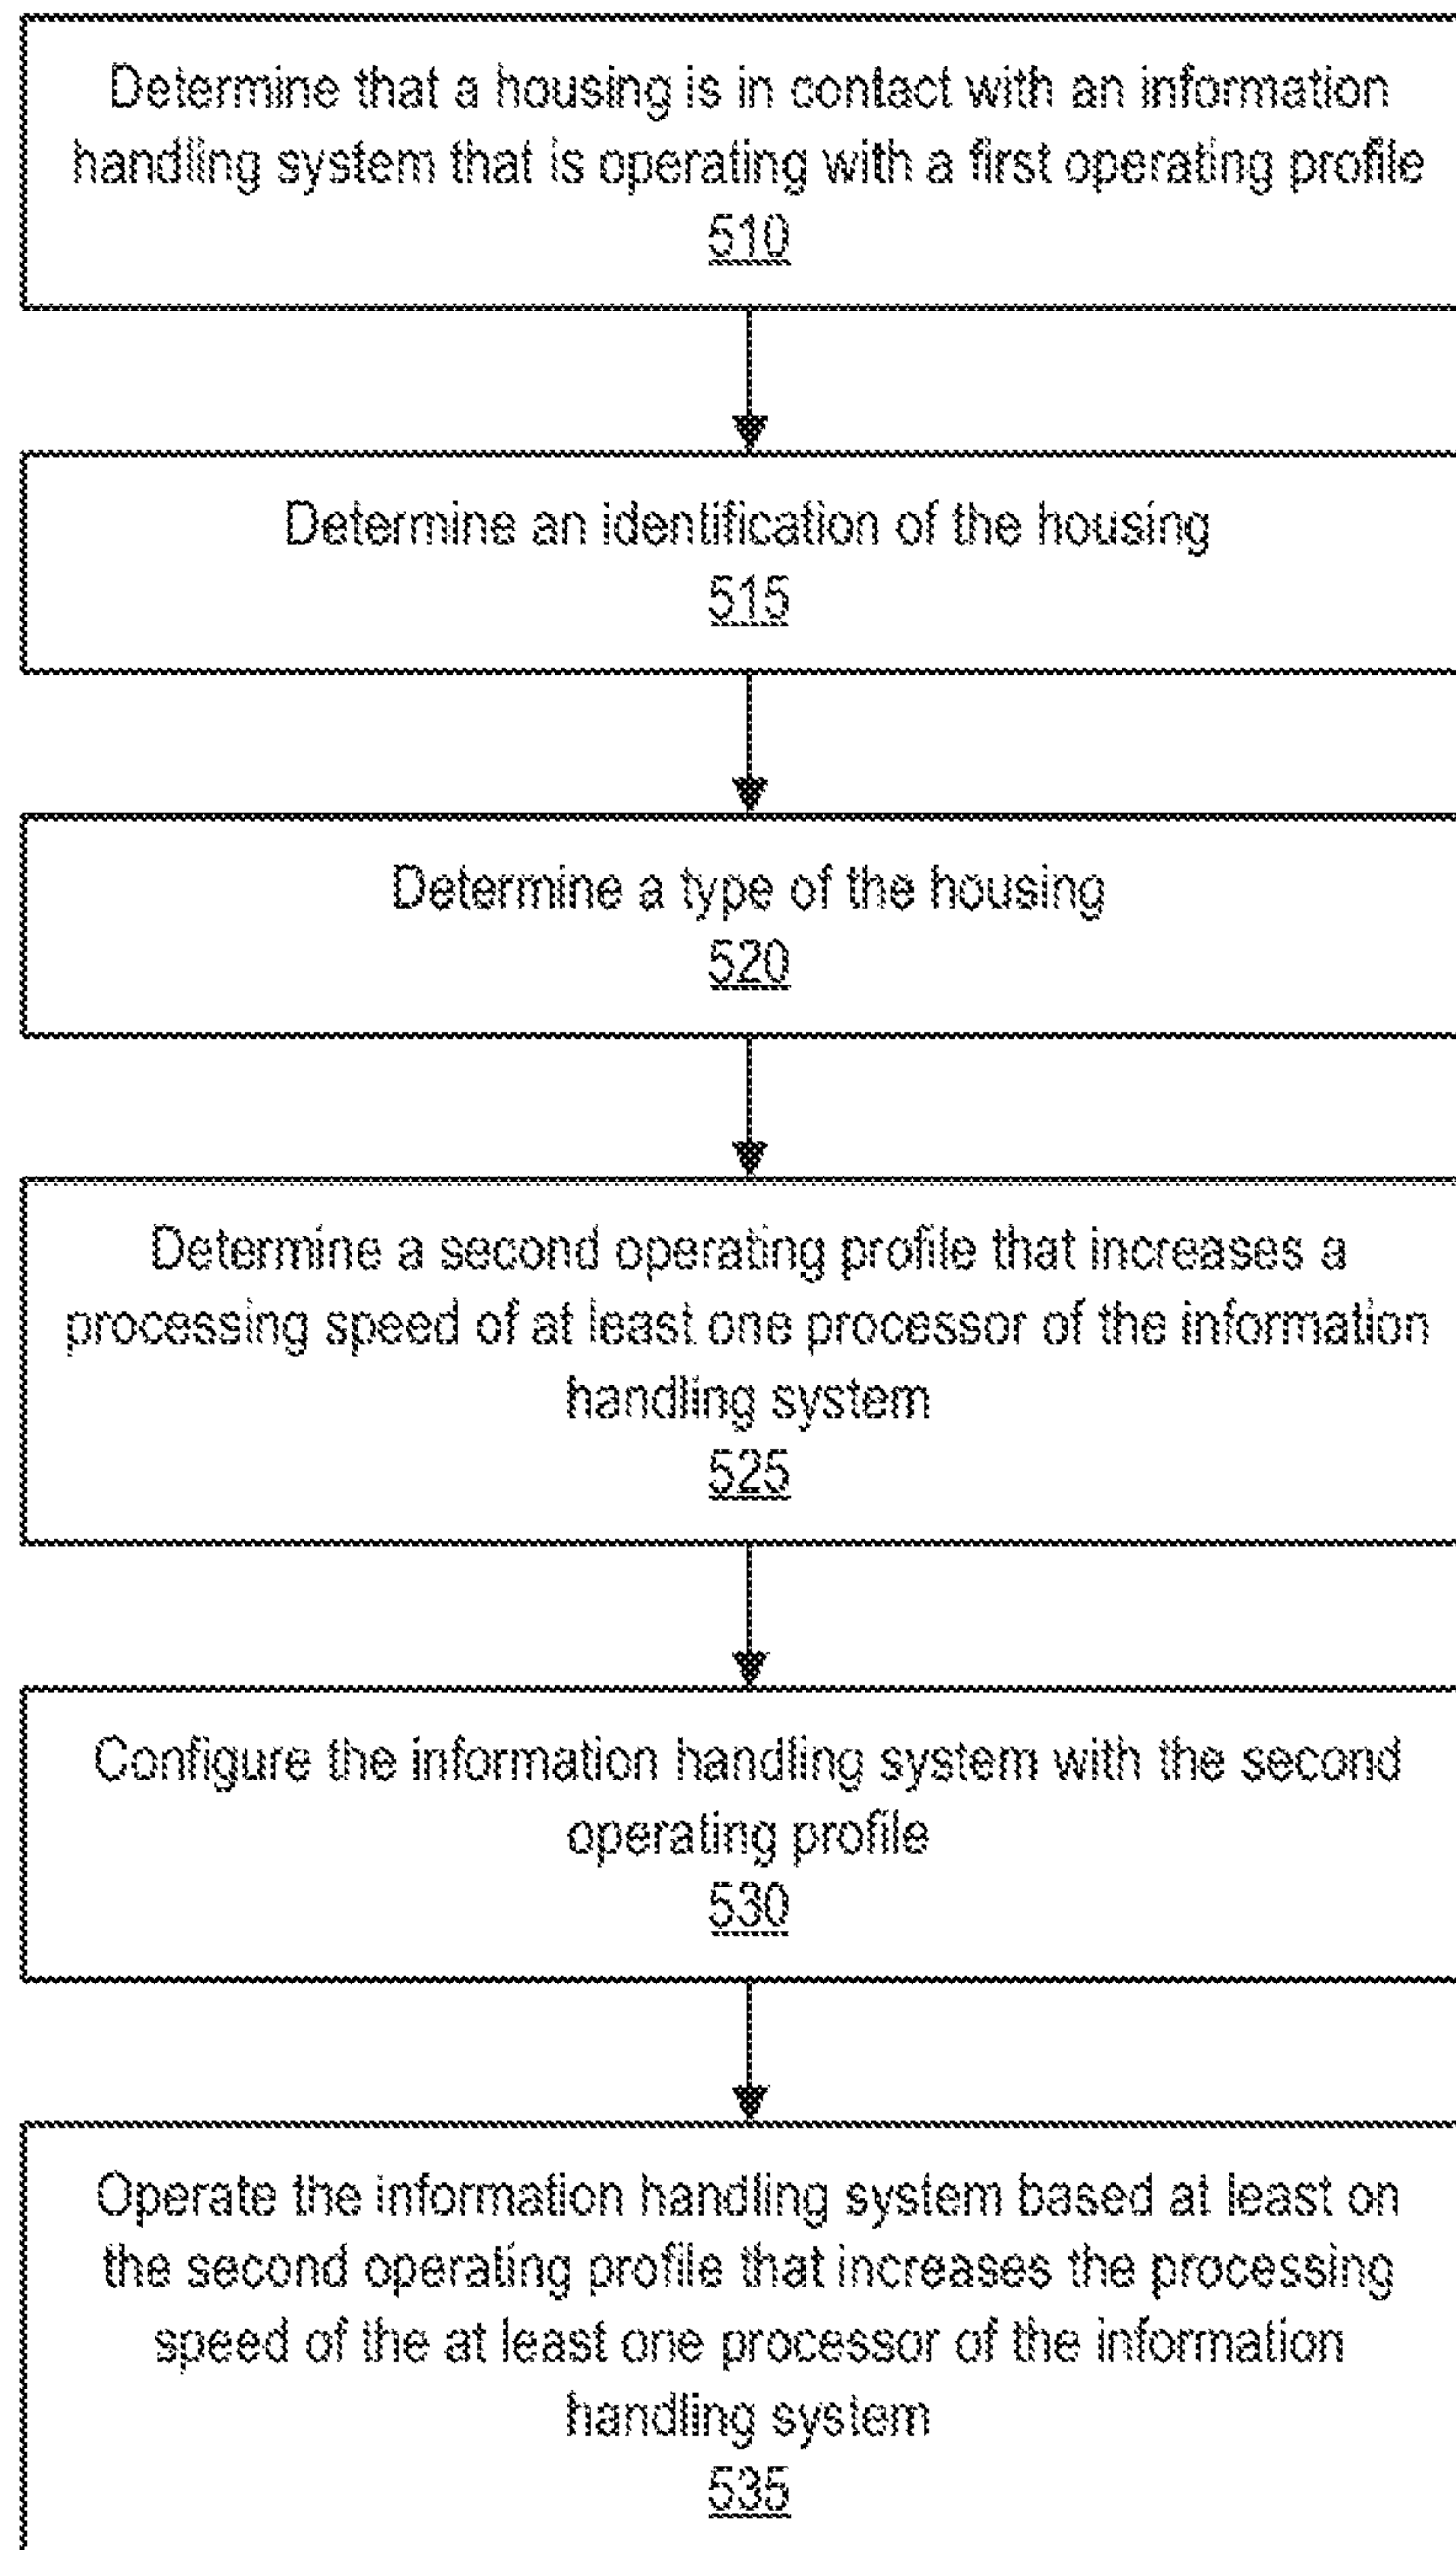 Determine that a housing is in contact with an information
handling system that is operating with a first operating profile
510
Determine an identification of the housing
515
Determine a type of the housing
520
Determine a second operating profile that increases a
processing speed of at least one processor of the information
handling system
525
Configure the information handling system with the second
operating profile
530
Operate the information handling system based at least on
the second operating profile that increases the processing
speed of the at least one processor of the information
handling system
535